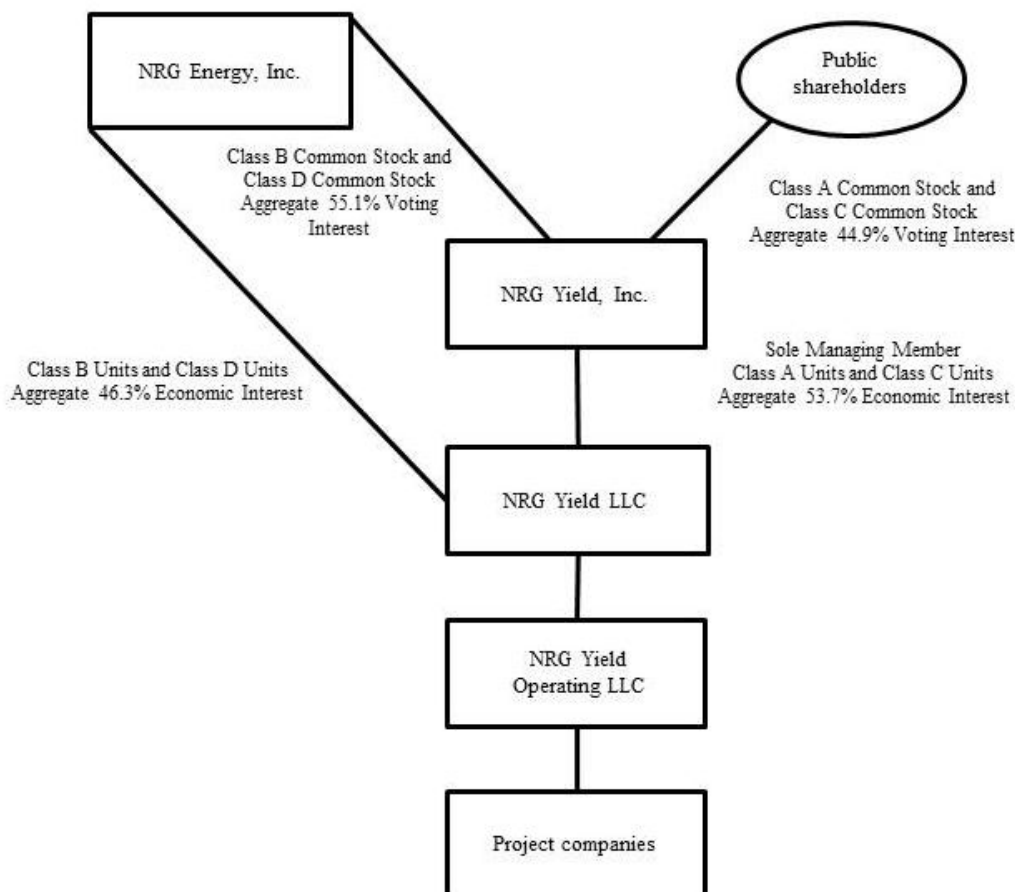 NRG Energy, Inc.
Public
shareholders
Class B Common Stock and
Class D Common Stock
Aggregate 55.1% Voting
Interest
Class A Common Stock and
Class C Common Stock
Aggregate 44.9% Voting Interest
NRG Yield, Inc.
Class B Units and Class D Units
Aggregate 46.3% Economic Interest
Sole Managing Member
Class A Units and Class C Units
Aggregate 53.7% Economic Interest
NRG Yield LLC
NRG Yield
Operating LLC
Project companies